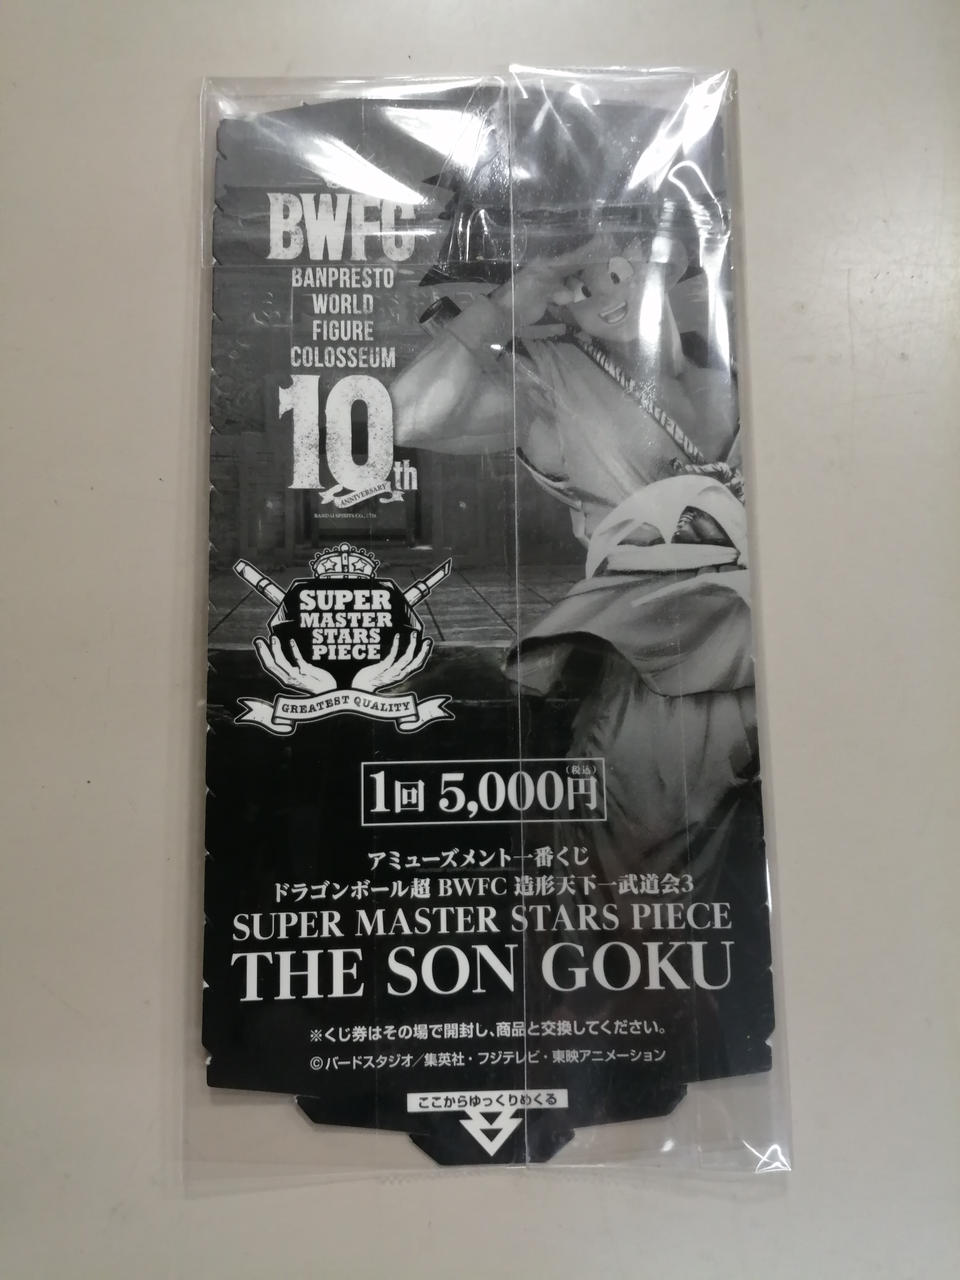 BWFC
BANPRESTO
WORLD
FIGURE
COLOSSEUM
10th
ANNIVERSARY
SUPER
MASTER
STARS
PIECE
GREATEST QUALITY
1回 5,000円(税込)
アミューズメント一番くじ
ドラゴンボール超 BWFC 造形天下一武道会3
SUPER MASTER STARS PIECE
THE SON GOKU
※くじ券はその場で開封し、商品と交換してください。
©バードスタジオ/集英社・フジテレビ・東映アニメーション
ここからゆっくりめくる